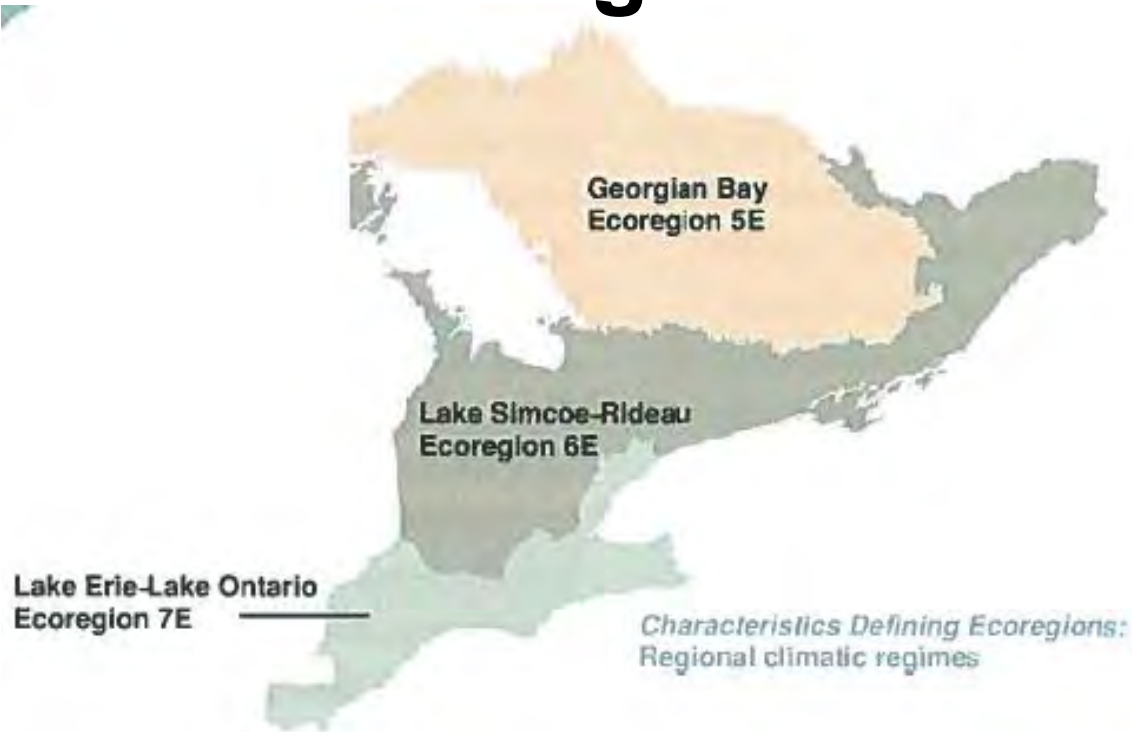 Georgian Bay
Ecoregion 5E
Lake Simcoe-Rideau
Ecoregion 6E
Lake Erie-Lake Ontario
Ecoregion 7E
Characteristics Defining Ecoregions:
Regional climatic regimes